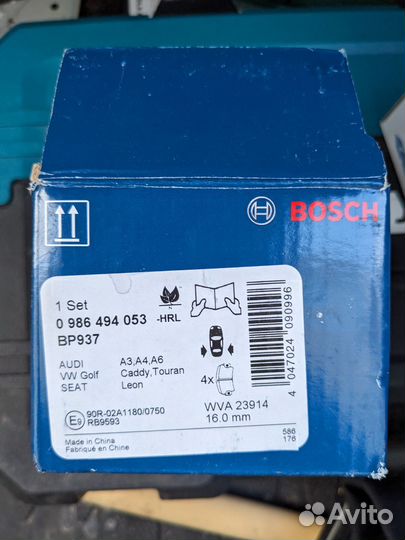 BOSCH
1 Set
0 986 494 053 -HRL
BP937
AUDI A3,A4,A6
VW Golf Caddy,Touran
SEAT Leon
4x
E9 90R-02A1180/0750
RB9593
WVA 23914
16.0 mm
Made in China
Fabriqué en Chine
586
176
4 047024 090996
Avito